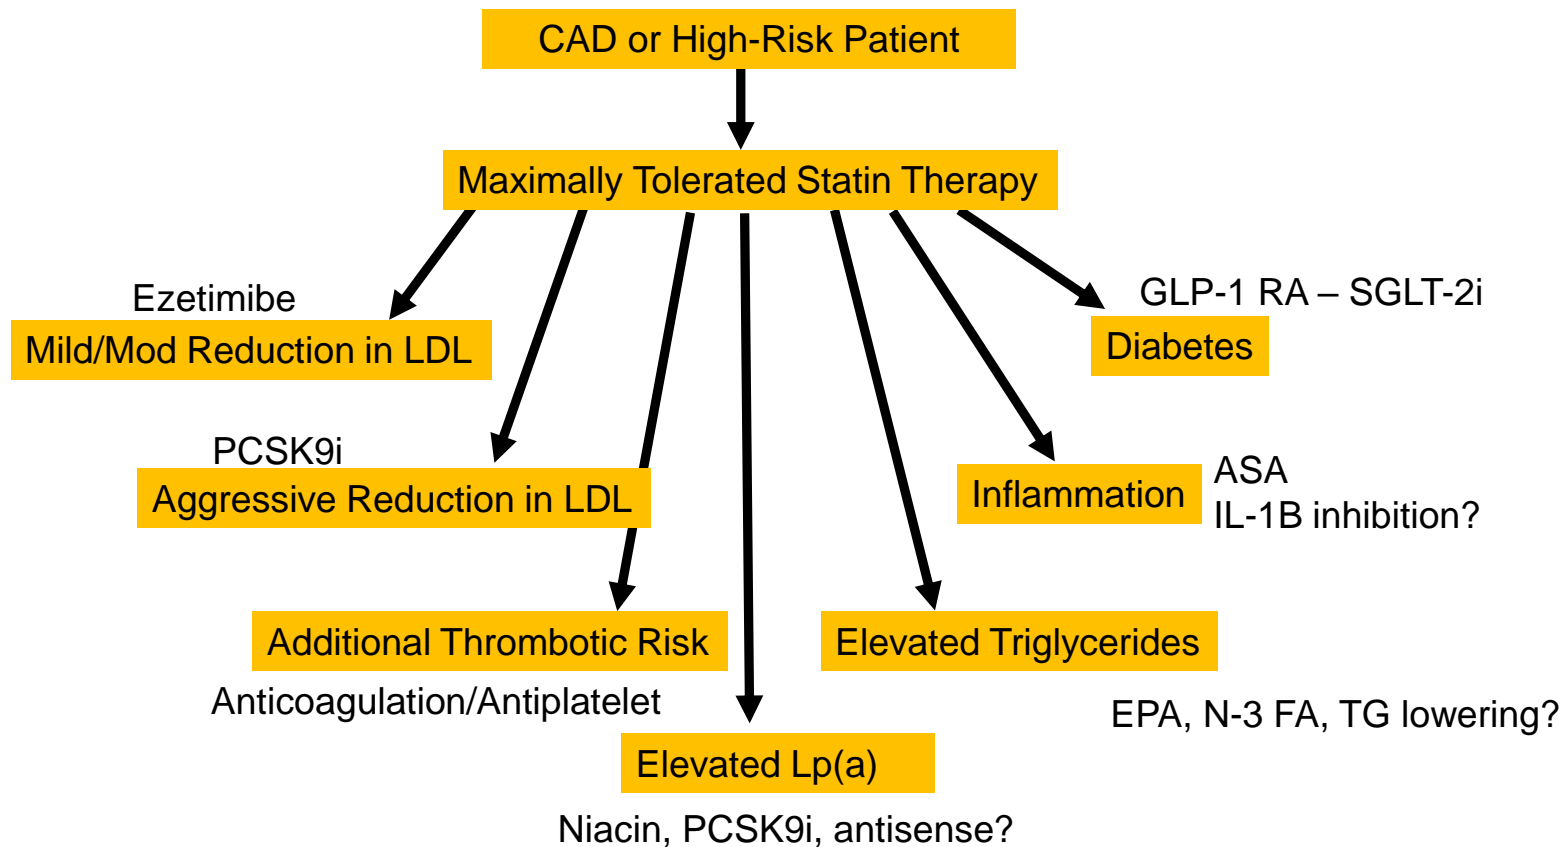 CAD or High-Risk Patient
Maximally Tolerated Statin Therapy
Ezetimibe
Mild/Mod Reduction in LDL
GLP-1 RA – SGLT-2i
Diabetes
PCSK9i
Aggressive Reduction in LDL
Inflammation
ASA
IL-1B inhibition?
Additional Thrombotic Risk
Anticoagulation/Antiplatelet
Elevated Triglycerides
EPA, N-3 FA, TG lowering?
Elevated Lp(a)
Niacin, PCSK9i, antisense?